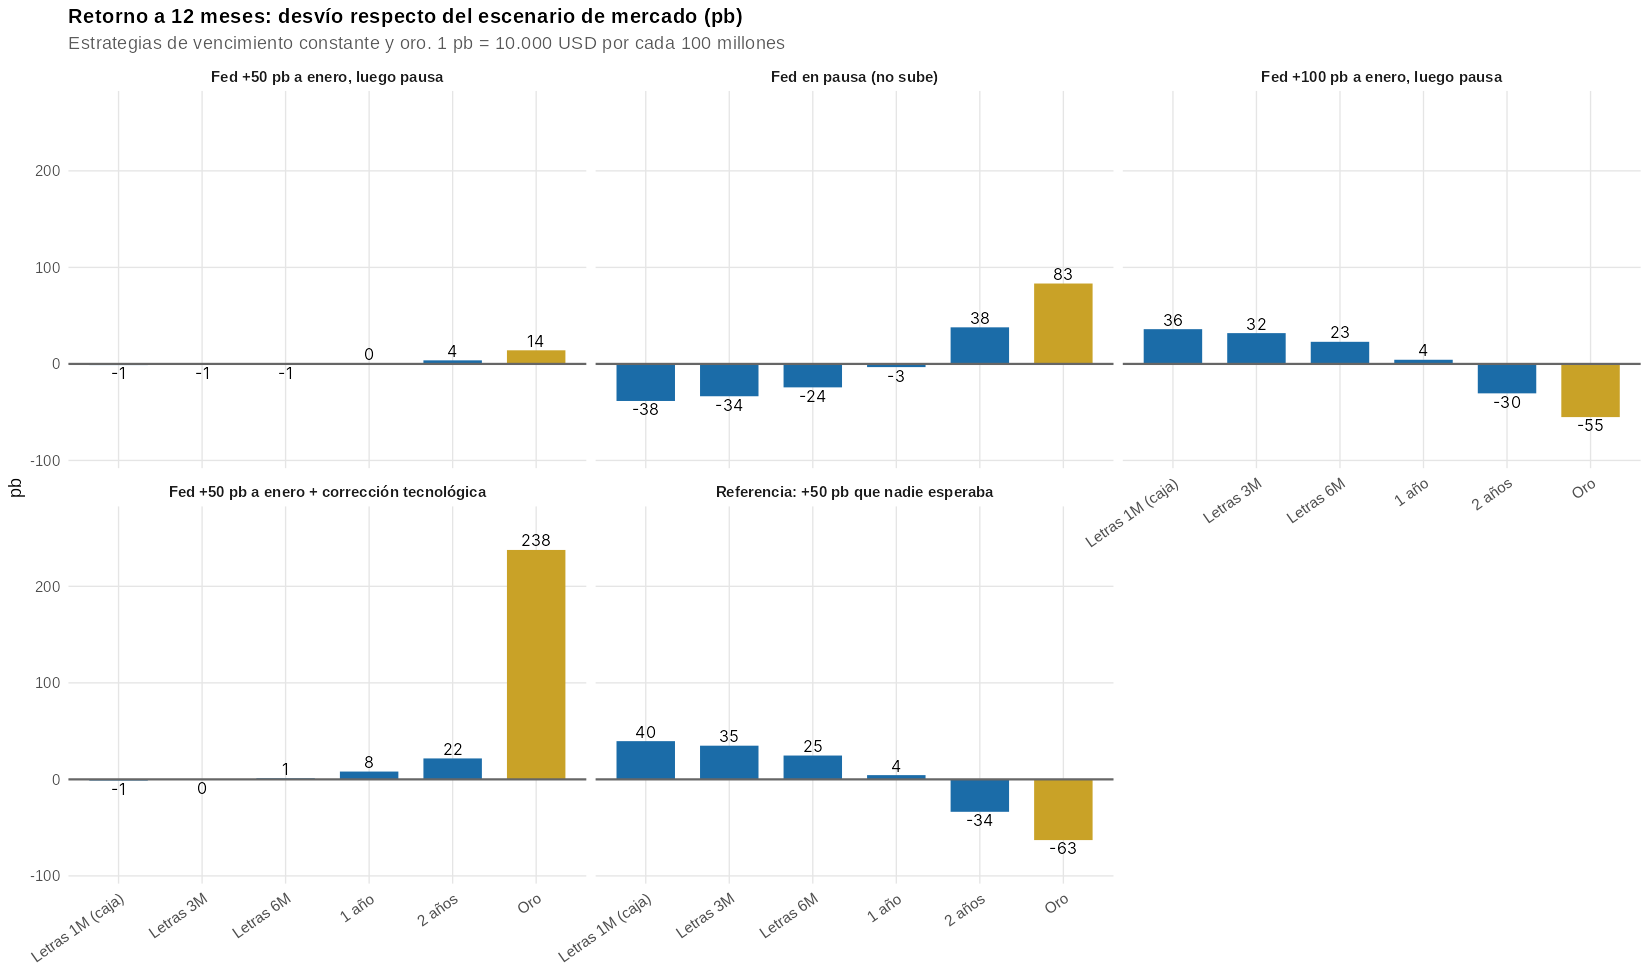 Retorno a 12 meses: desvío respecto del escenario de mercado (pb)
Estrategias de vencimiento constante y oro. 1 pb = 10.000 USD por cada 100 millones
Fed +50 pb a enero, luego pausa
Fed en pausa (no sube)
Fed +100 pb a enero, luego pausa
200
100
0
-100
-1
-1
-1
0
4
14
-38
-34
-24
-3
38
83
36
32
23
4
-30
-55
Letras 1M (caja)
Letras 3M
Letras 6M
1 año
2 años
Oro
pb
Fed +50 pb a enero + corrección tecnológica
Referencia: +50 pb que nadie esperaba
200
100
0
-100
-1
0
1
8
22
238
40
35
25
4
-34
-63
Letras 1M (caja)
Letras 3M
Letras 6M
1 año
2 años
Oro
Letras 1M (caja)
Letras 3M
Letras 6M
1 año
2 años
Oro